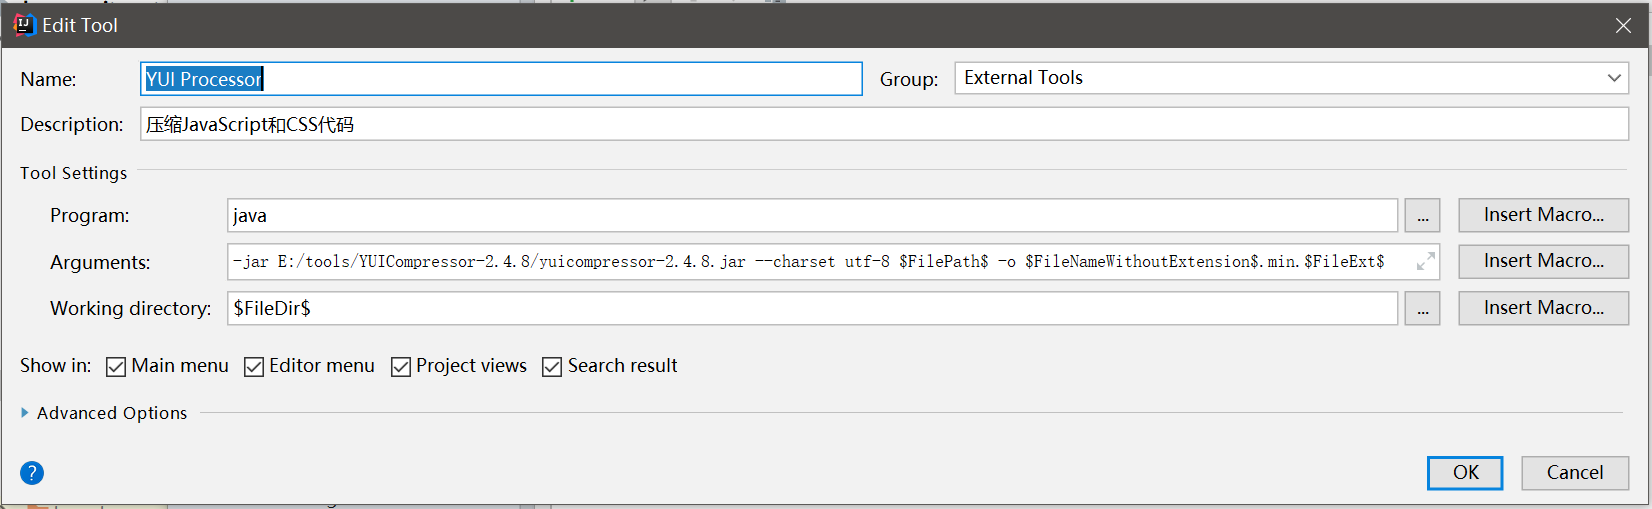 Edit Tool
Name: YUI Processor Group: External Tools
Description: 压缩JavaScript和CSS代码
Tool Settings
Program: java ... Insert Macro...
Arguments: -jar E:/tools/YUICompressor-2.4.8/yuicompressor-2.4.8.jar --charset utf-8 $FilePath$ -o $FileNameWithoutExtension$.min.$FileExt$ Insert Macro...
Working directory: $FileDir$ ... Insert Macro...
Show in: Main menu Editor menu Project views Search result
Advanced Options
? OK Cancel